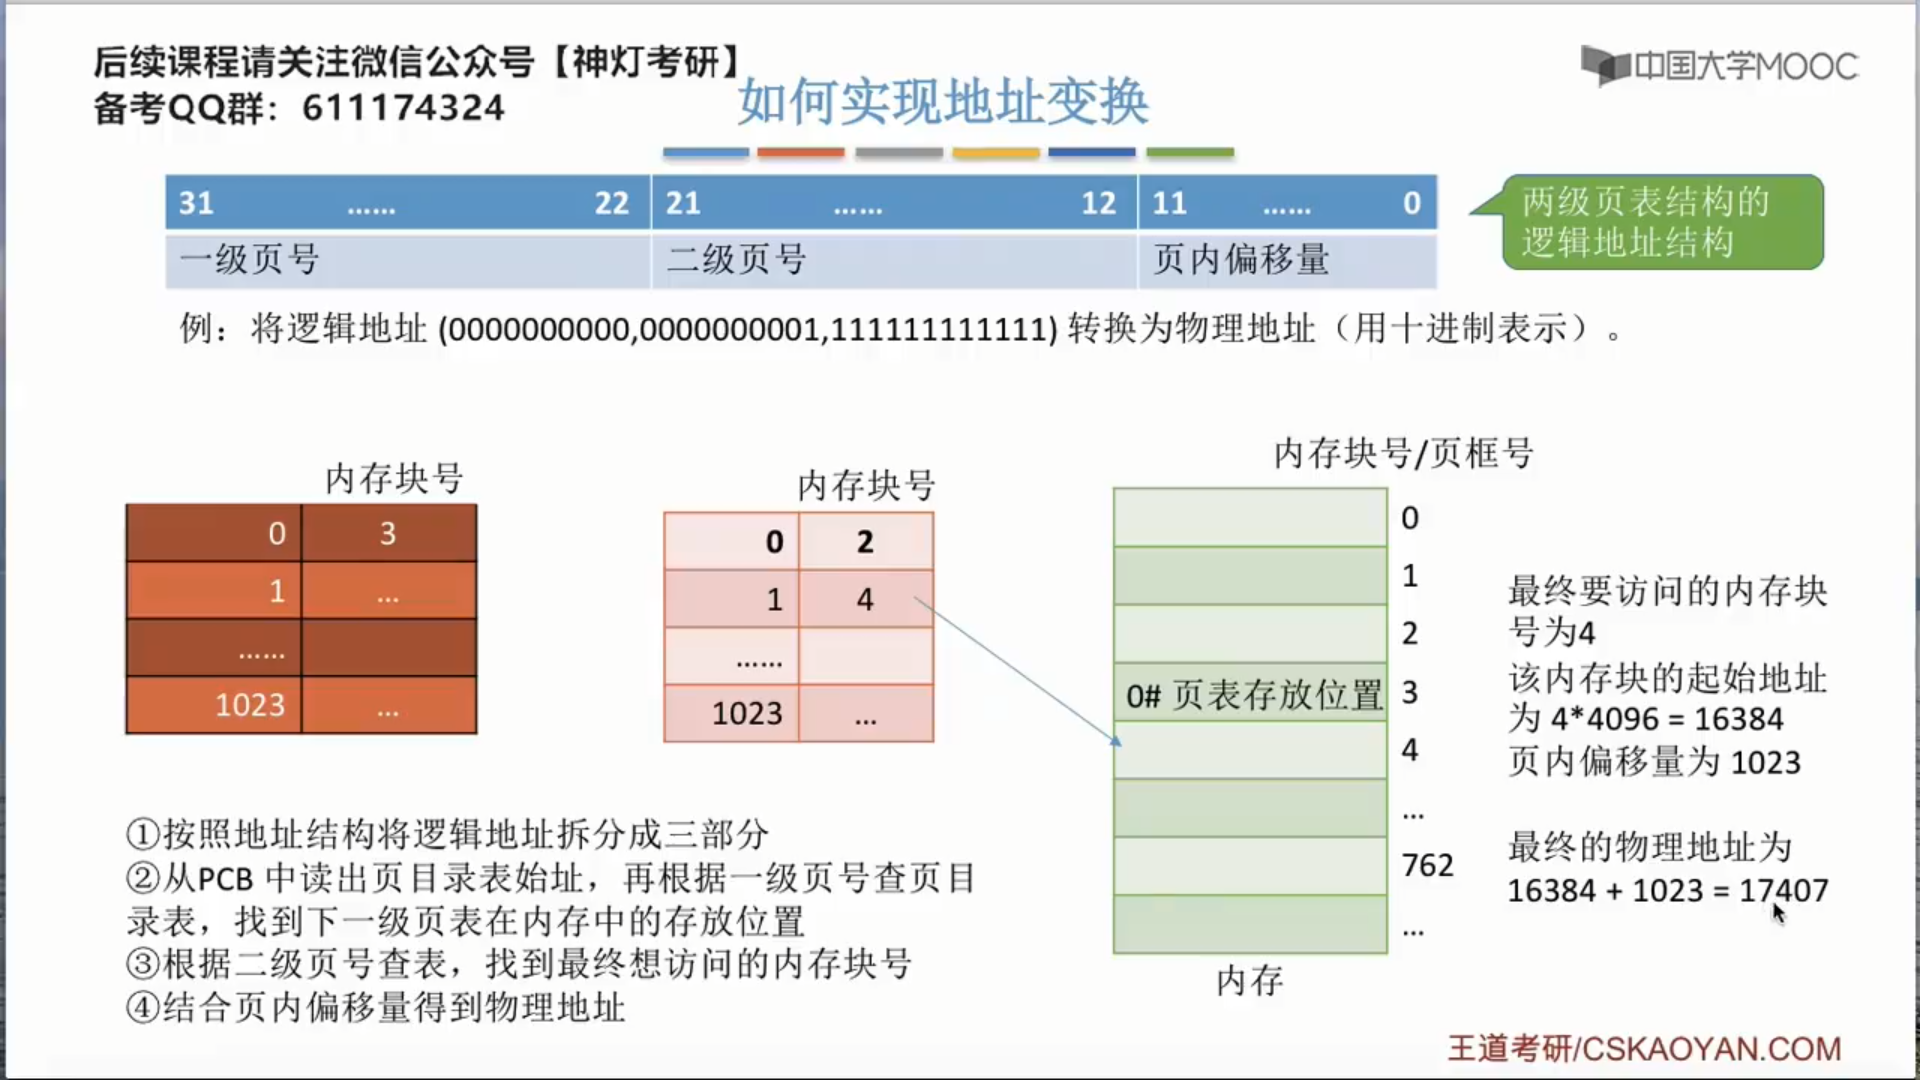 后续课程请关注微信公众号【神灯考研】
备考QQ群：611174324
中国大学MOOC
如何实现地址变换
31 …… 22 21 …… 12 11 …… 0
一级页号 二级页号 页内偏移量
两级页表结构的
逻辑地址结构
例：将逻辑地址 (0000000000,0000000001,111111111111) 转换为物理地址（用十进制表示）。
内存块号
0 3
1 …
……
1023 …
内存块号
0 2
1 4
……
1023 …
内存块号/页框号
0
1
2
0# 页表存放位置 3
4
…
762
…
内存
最终要访问的内存块
号为4
该内存块的起始地址
为 4*4096 = 16384
页内偏移量为 1023
最终的物理地址为
16384 + 1023 = 17407
①按照地址结构将逻辑地址拆分成三部分
②从PCB 中读出页目录表始址，再根据一级页号查页目
录表，找到下一级页表在内存中的存放位置
③根据二级页号查表，找到最终想访问的内存块号
④结合页内偏移量得到物理地址
王道考研/CSKAOYAN.COM